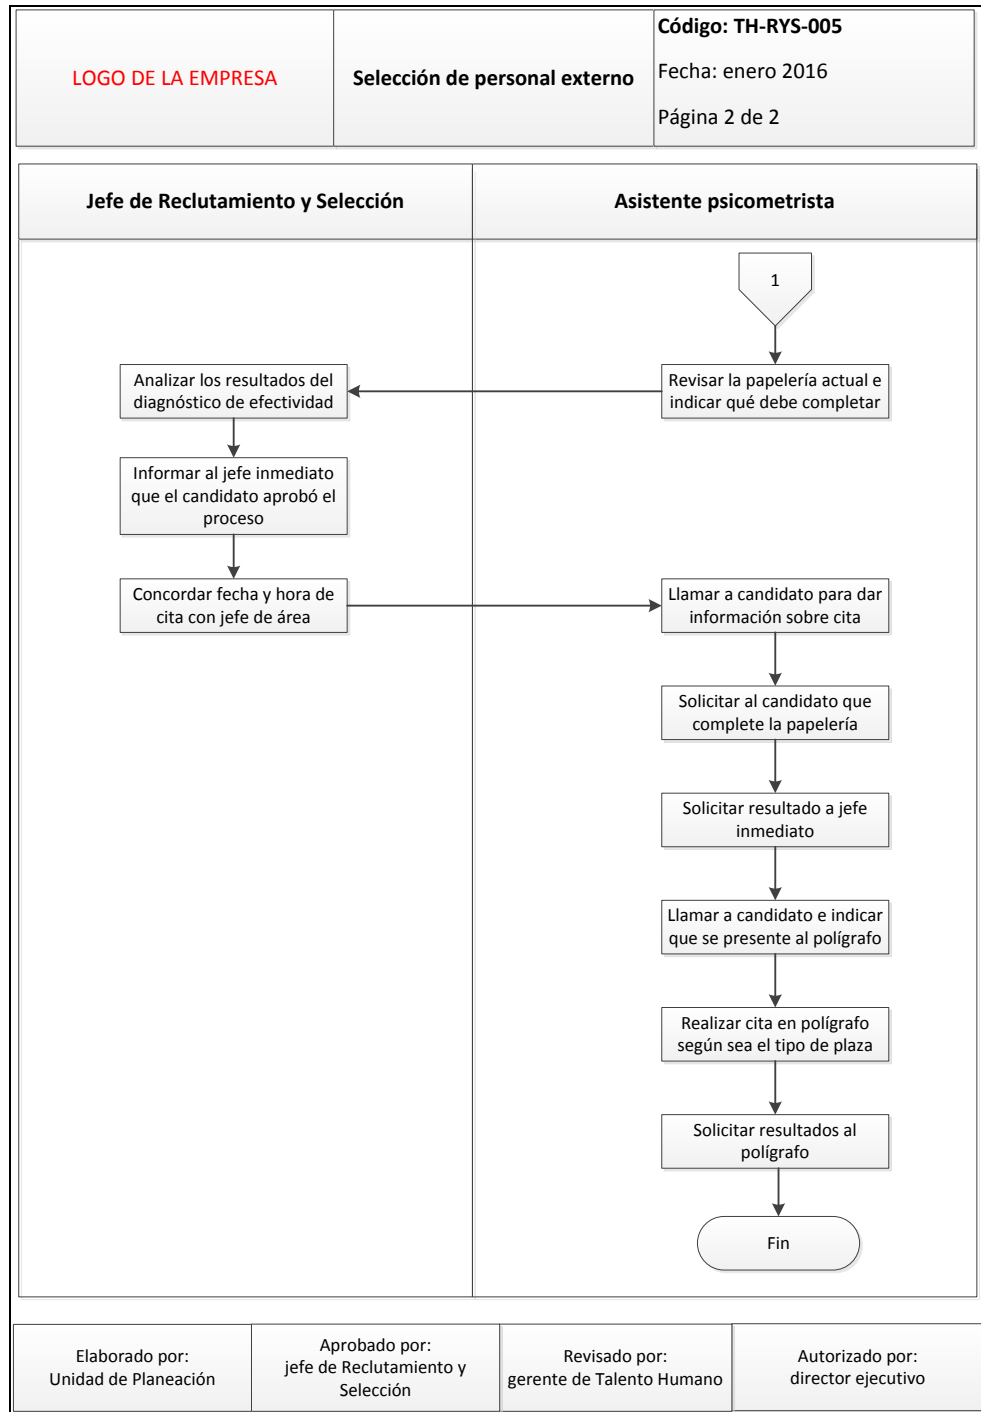 LOGO DE LA EMPRESA
Selección de personal externo
Código: TH-RYS-005
Fecha: enero 2016
Página 2 de 2
Jefe de Reclutamiento y Selección
Asistente psicometrista
1
Revisar la papelería actual e
indicar qué debe completar
Analizar los resultados del
diagnóstico de efectividad
Informar al jefe inmediato
que el candidato aprobó el
proceso
Concordar fecha y hora de
cita con jefe de área
Llamar a candidato para dar
información sobre cita
Solicitar al candidato que
complete la papelería
Solicitar resultado a jefe
inmediato
Llamar a candidato e indicar
que se presente al polígrafo
Realizar cita en polígrafo
según sea el tipo de plaza
Solicitar resultados al
polígrafo
Fin
Elaborado por:
Unidad de Planeación
Aprobado por:
jefe de Reclutamiento y
Selección
Revisado por:
gerente de Talento Humano
Autorizado por:
director ejecutivo